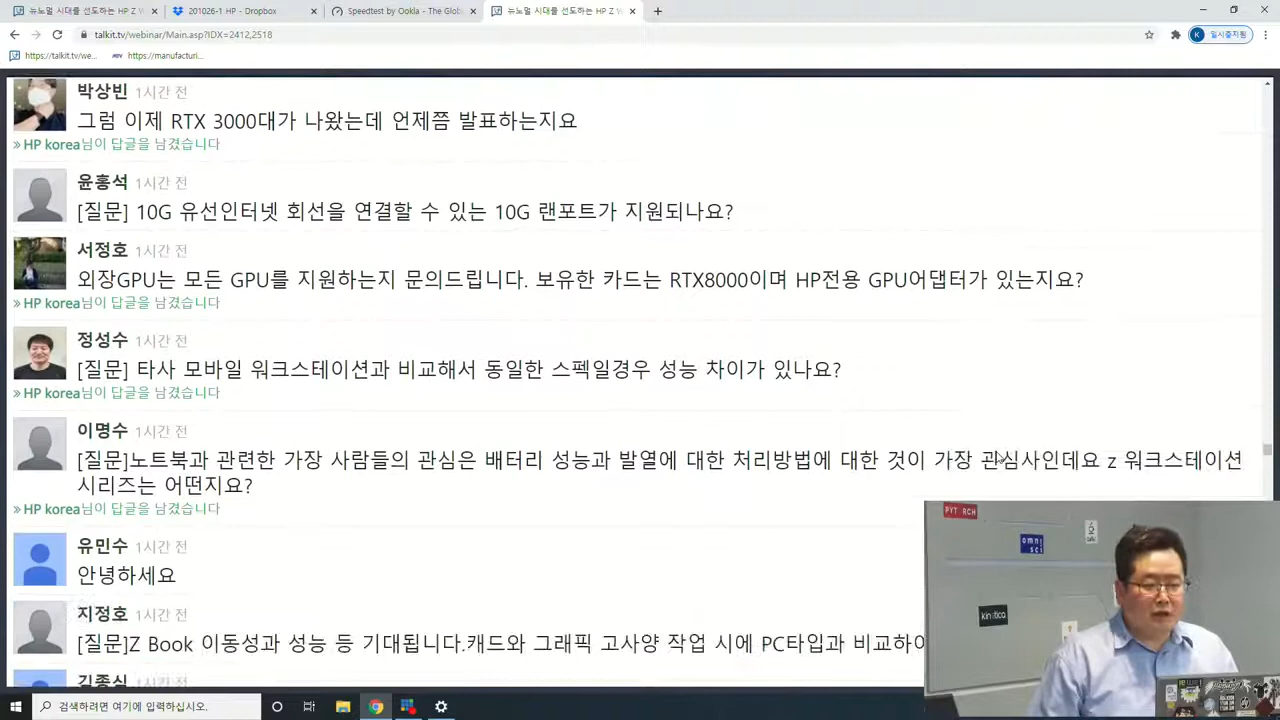 뉴노멀 시대를 선도하는 HP Z W
201026-1 HP - Dropbox
Speedtest by Ookla - The Glob
뉴노멀 시대를 선도하는 HP Z W
talkit.tv/webinar/Main.asp?IDX=2412,2518
K 일시중지됨
https://talkit.tv/we...
https://manufacturi...
박상빈 1시간 전
그럼 이제 RTX 3000대가 나왔는데 언제쯤 발표하는지요
» HP korea님이 답글을 남겼습니다
윤홍석 1시간 전
[질문] 10G 유선인터넷 회선을 연결할 수 있는 10G 랜포트가 지원되나요?
서정호 1시간 전
외장GPU는 모든 GPU를 지원하는지 문의드립니다. 보유한 카드는 RTX8000이며 HP전용 GPU어댑터가 있는지요?
» HP korea님이 답글을 남겼습니다
정성수 1시간 전
[질문] 타사 모바일 워크스테이션과 비교해서 동일한 스펙일경우 성능 차이가 있나요?
» HP korea님이 답글을 남겼습니다
이명수 1시간 전
[질문]노트북과 관련한 가장 사람들의 관심은 배터리 성능과 발열에 대한 처리방법에 대한 것이 가장 관심사인데요 z 워크스테이션
시리즈는 어떤지요?
» HP korea님이 답글을 남겼습니다
유민수 1시간 전
안녕하세요
지정호 1시간 전
[질문]Z Book 이동성과 성능 등 기대됩니다.캐드와 그래픽 고사양 작업 시에 PC타입과 비교하
김종심 1시간 전
PYT RCH
omni
sci
kin≡tica
검색하려면 여기에 입력하십시오.